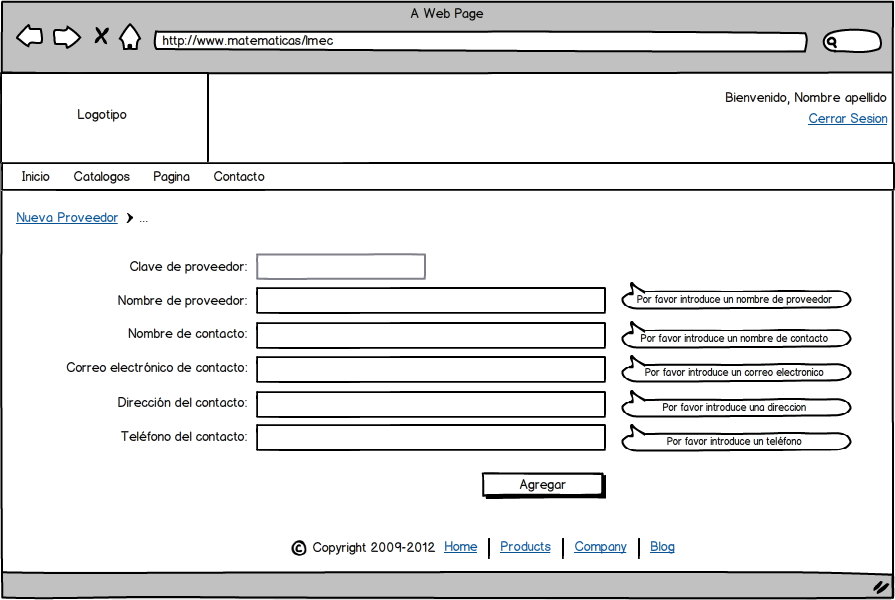 A Web Page
http://www.matematicas/lmec
Logotipo
Bienvenido, Nombre apellido
Cerrar Sesion
Inicio Catalogos Pagina Contacto
Nueva Proveedor > ...
Clave de proveedor:
Nombre de proveedor: Por favor introduce un nombre de proveedor
Nombre de contacto: Por favor introduce un nombre de contacto
Correo electrónico de contacto: Por favor introduce un correo electronico
Dirección del contacto: Por favor introduce una direccion
Teléfono del contacto: Por favor introduce un teléfono
Agregar
© Copyright 2009-2012 Home | Products | Company | Blog